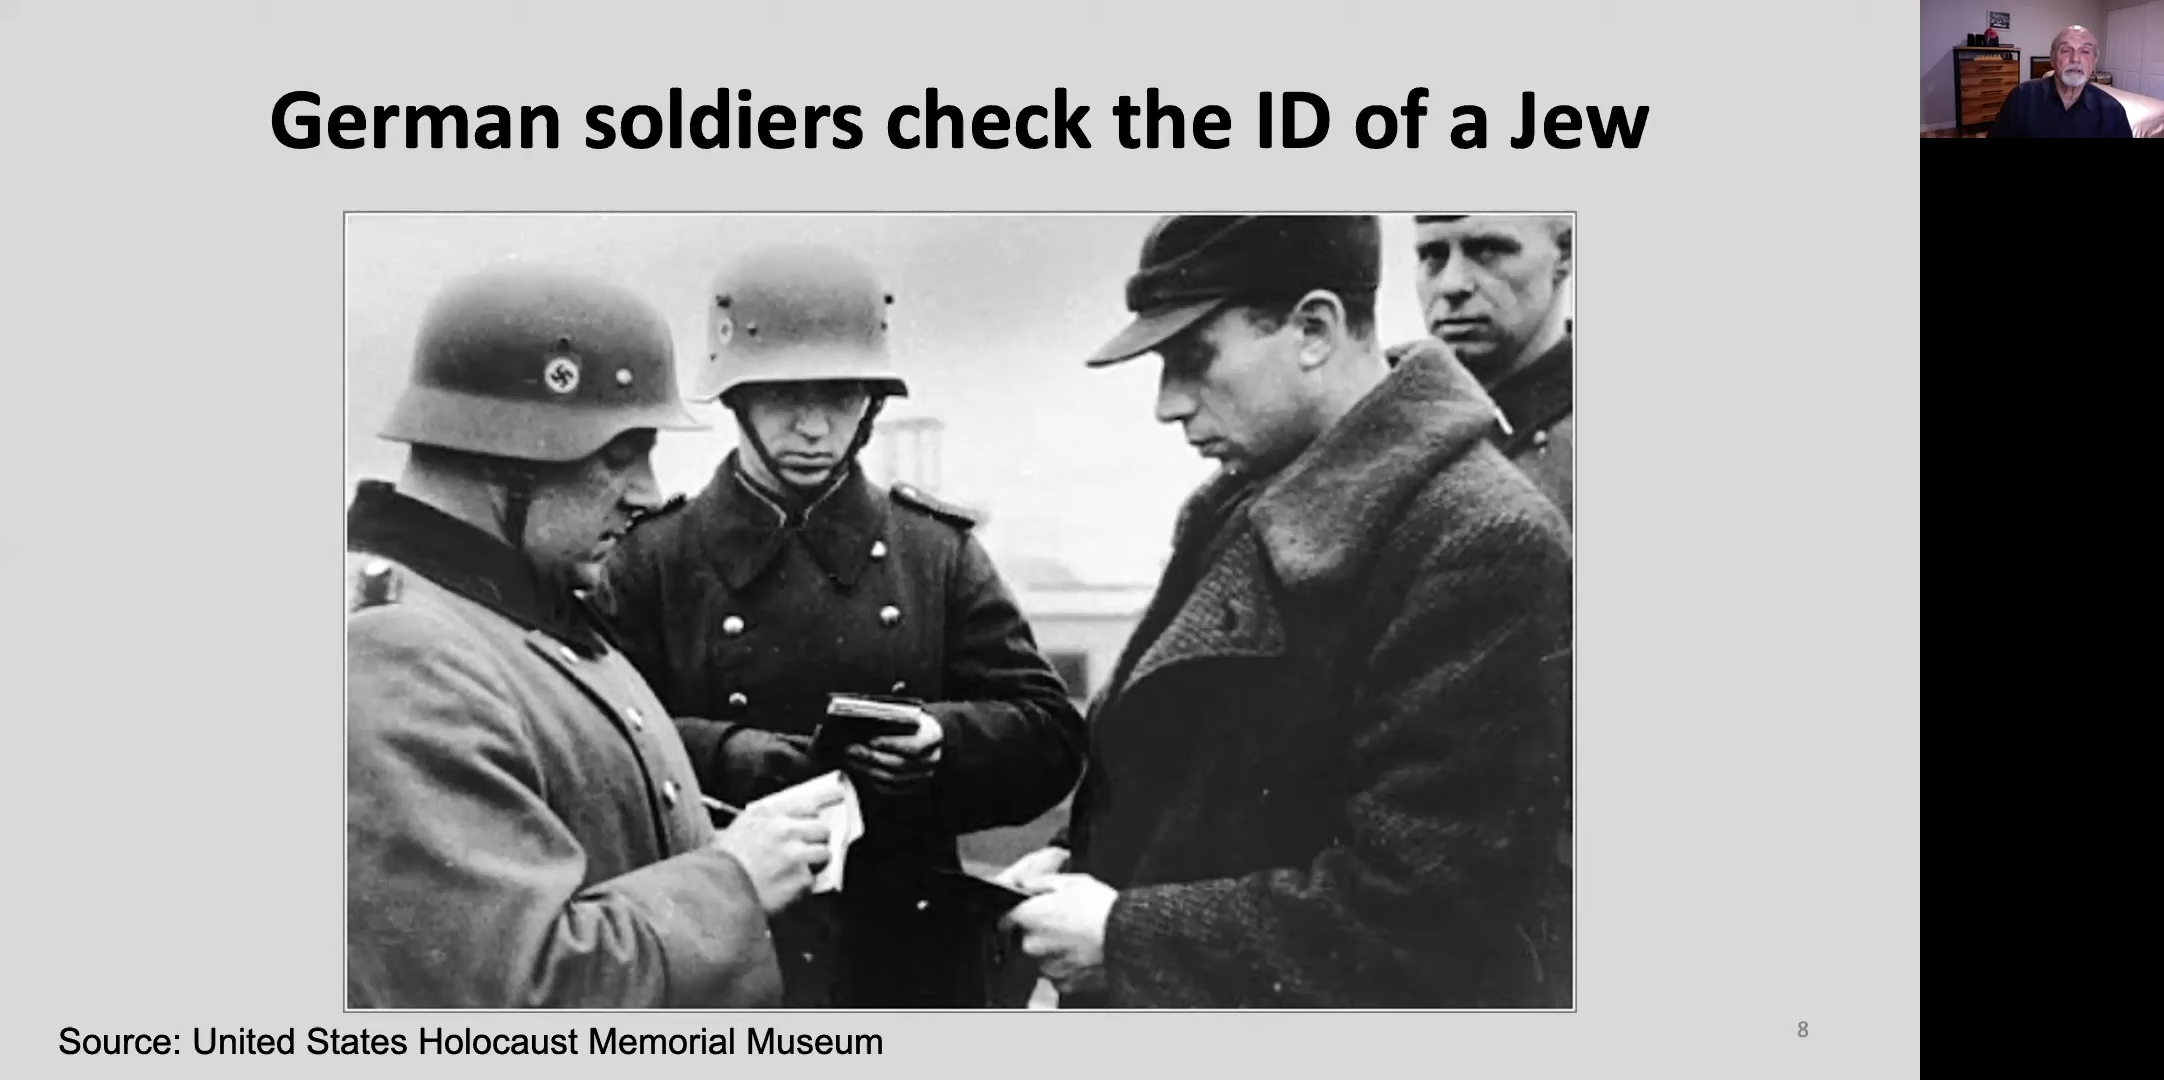 German soldiers check the ID of a Jew
Source: United States Holocaust Memorial Museum
8